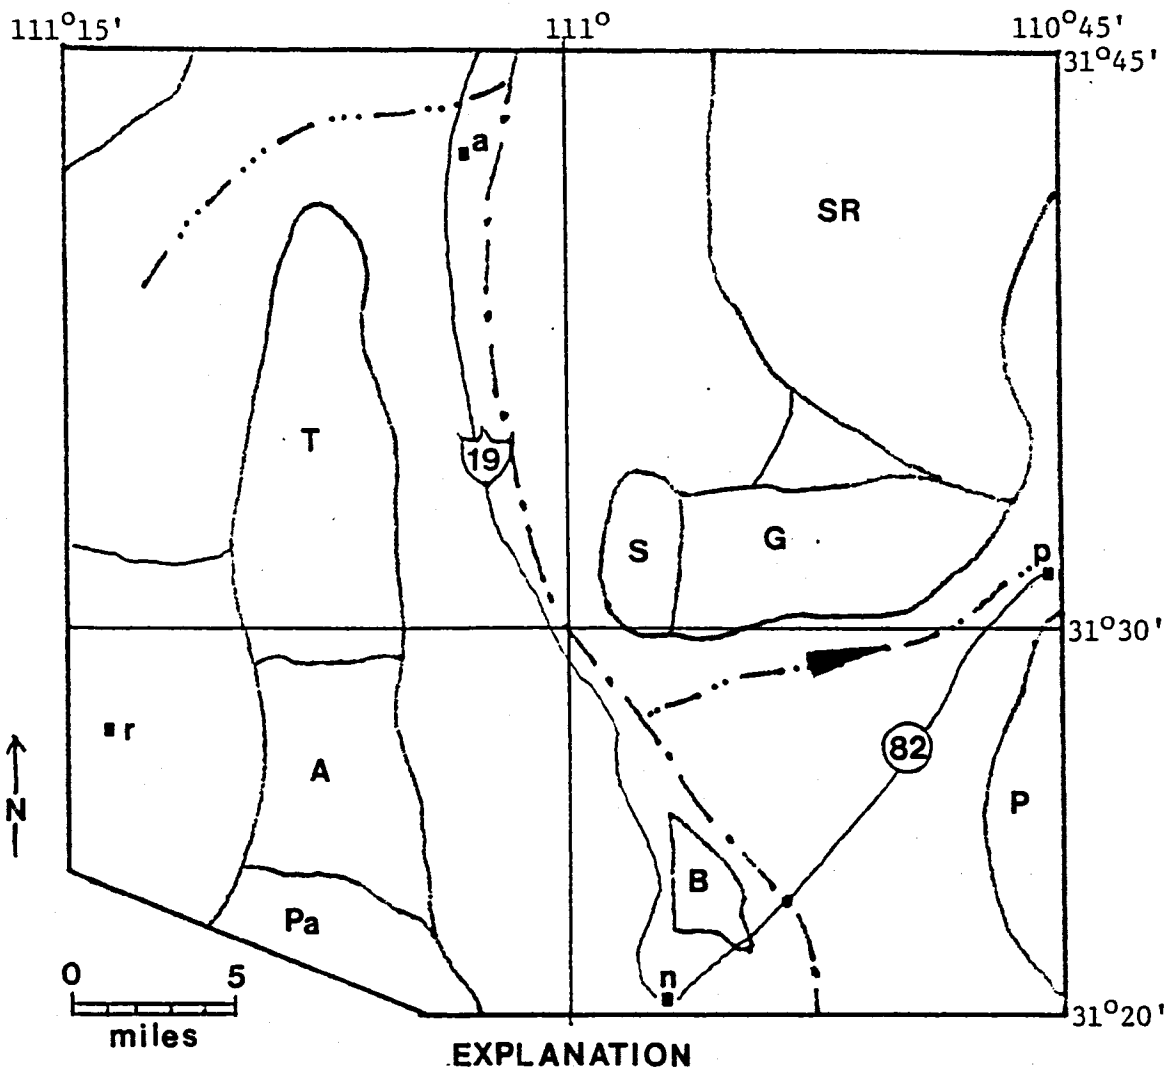 111°15' 111° 110°45'
31°45'
a
SR
T
19
S G p
31°30'
r
82
A
N
P
B
Pa
0 5
n
miles
31°20'
EXPLANATION